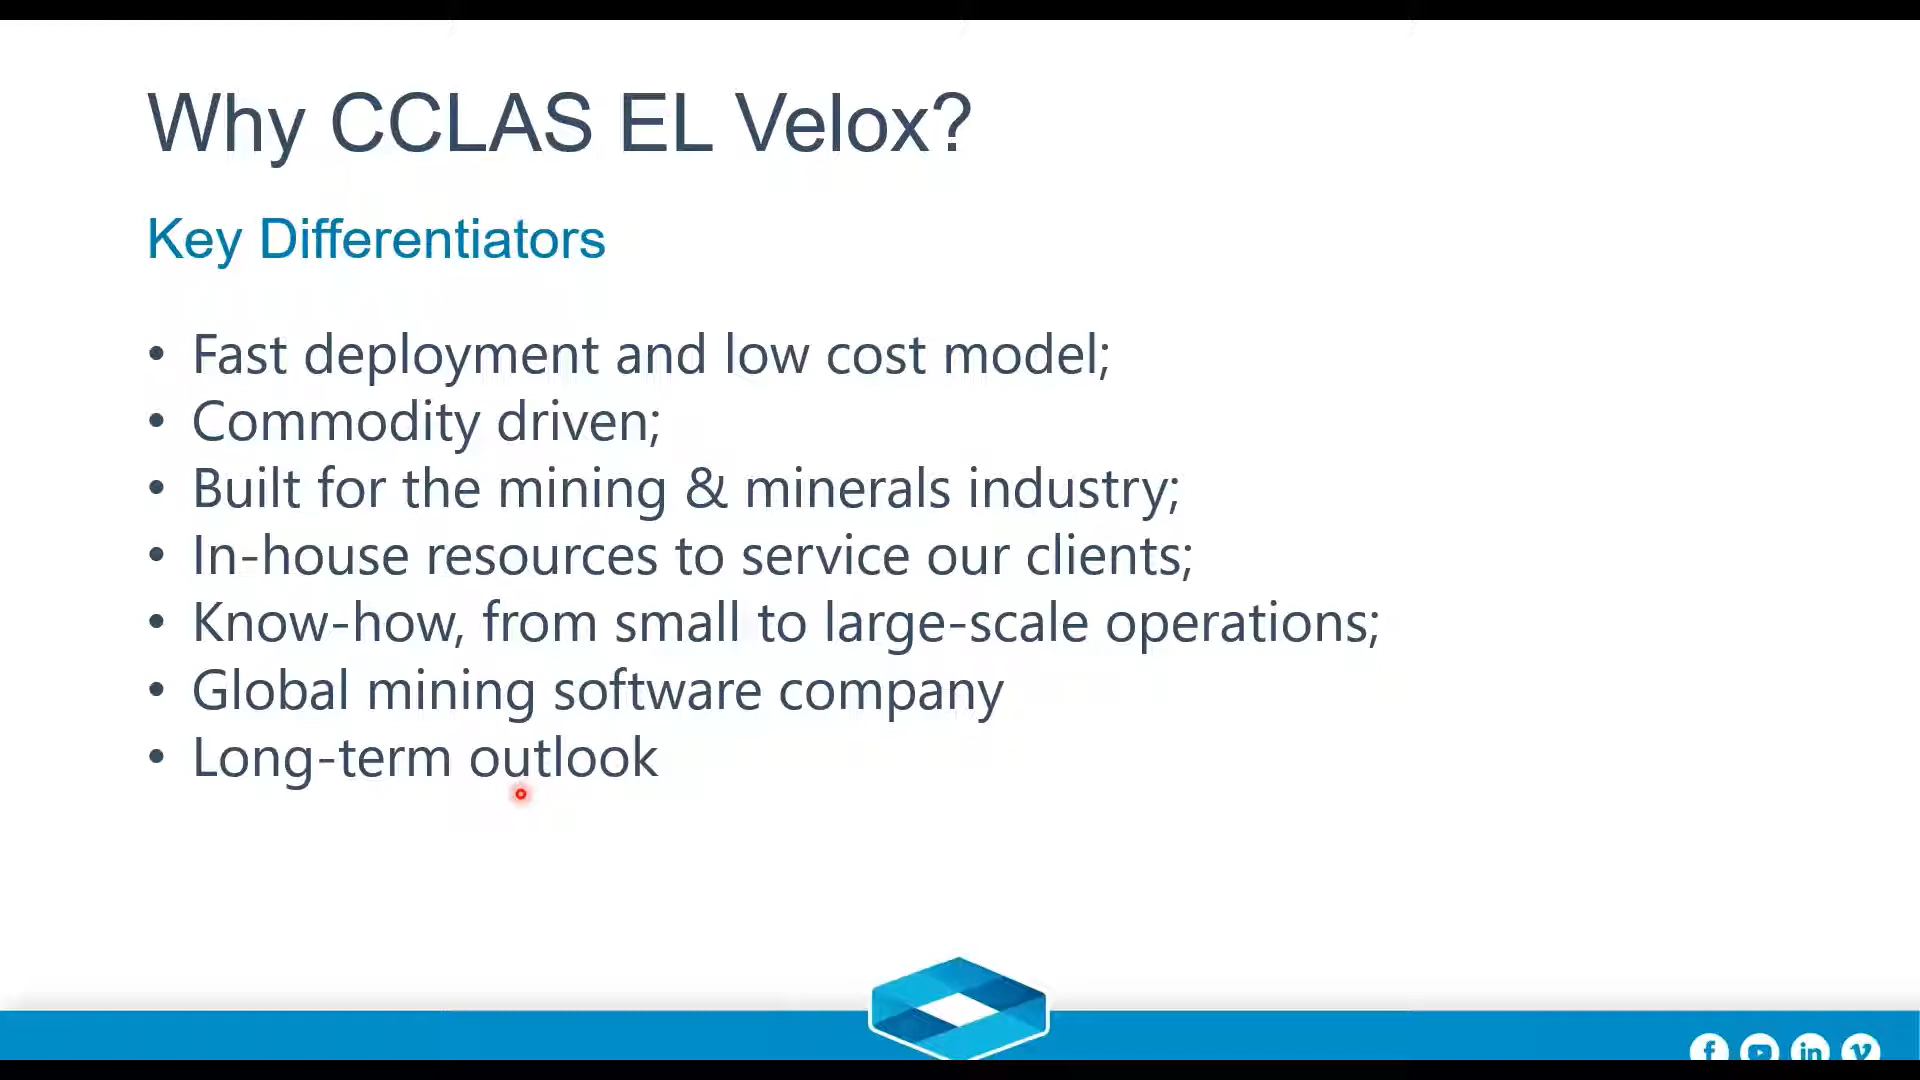 Why CCLAS EL Velox?
Key Differentiators
• Fast deployment and low cost model;
• Commodity driven;
• Built for the mining & minerals industry;
• In-house resources to service our clients;
• Know-how, from small to large-scale operations;
• Global mining software company
• Long-term outlook